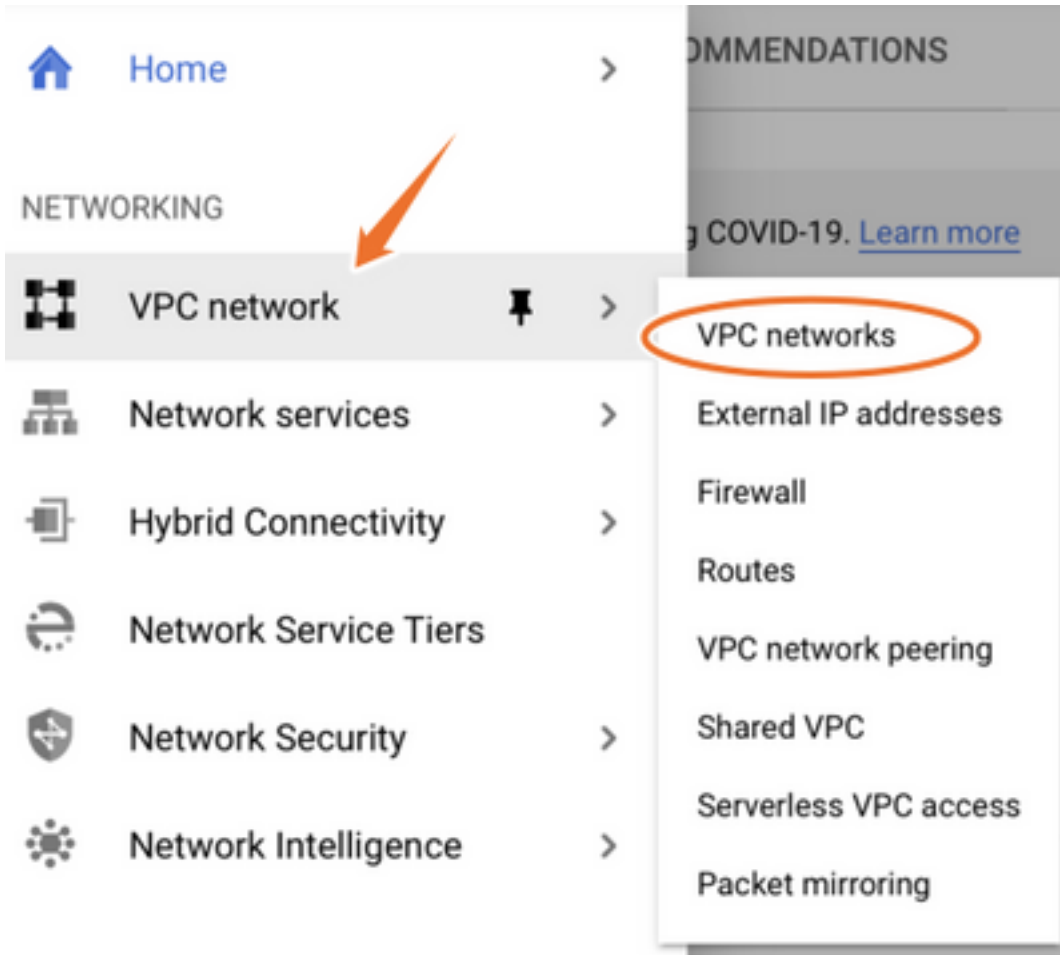 Home
OMMENDATIONS
NETWORKING
g COVID-19. Learn more
VPC network
VPC networks
Network services
External IP addresses
Firewall
Hybrid Connectivity
Routes
Network Service Tiers
VPC network peering
Network Security
Shared VPC
Serverless VPC access
Network Intelligence
Packet mirroring